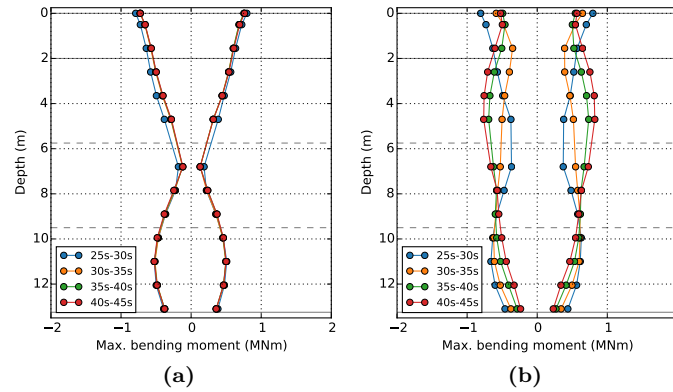 0
2
4
6
8
10
12
Depth (m)
25s-30s
30s-35s
35s-40s
40s-45s
−2 −1 0 1 2
Max. bending moment (MNm)
(a)
0
2
4
6
8
10
12
Depth (m)
25s-30s
30s-35s
35s-40s
40s-45s
−2 −1 0 1
Max. bending moment (MNm)
(b)